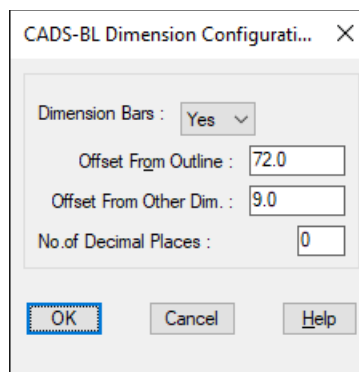 CADS-BL Dimension Configurati...
Dimension Bars : Yes
Offset From Outline : 72.0
Offset From Other Dim. : 9.0
No.of Decimal Places : 0
OK Cancel Help